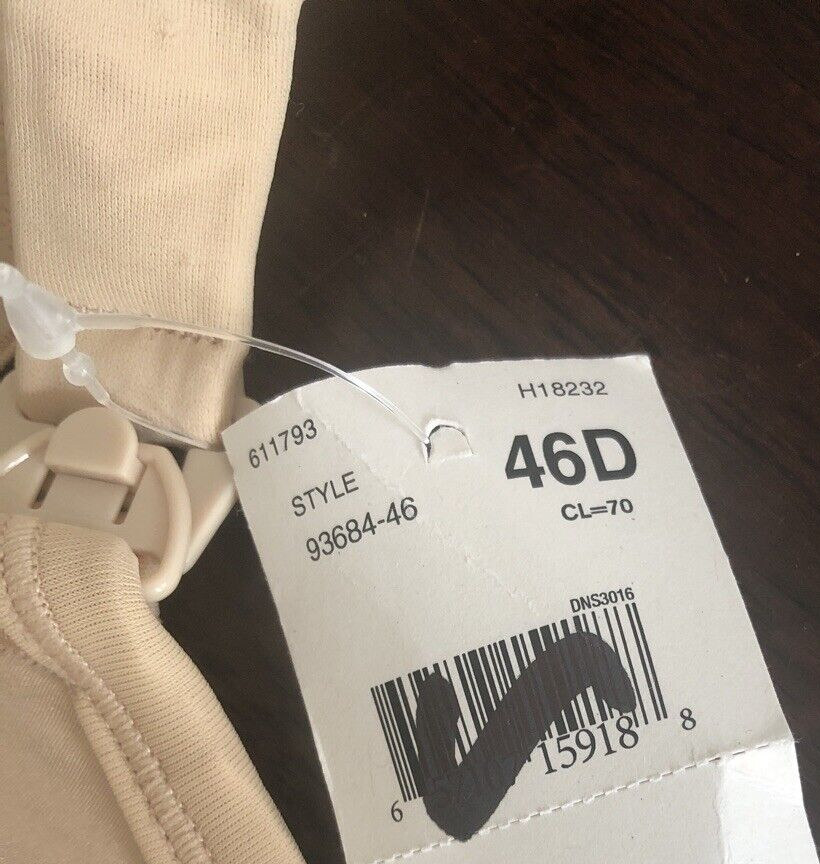 H18232
611793
46D
STYLE
CL=70
93684-46
DNS3016
6 15918 8